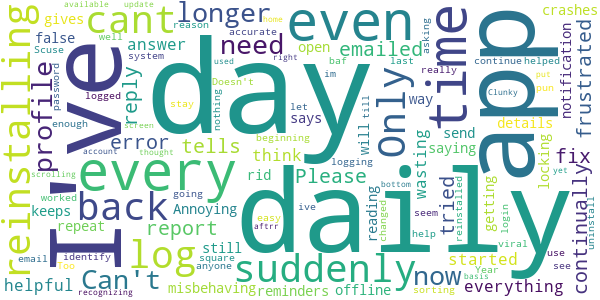 available update
gives
cant
longer
even
crashes
home
reason
false
need
emailed
time
app
accurate
Scuse
well
answer
open
asking
notification
frustrated
system
baf
last
continue
helped
password
profile
I've
day
Only
really
used
right
reinstalling
logged
reply
im
way
put
pun
Doesn't
nothing
says
let
till
Clunky
details
error
will
send
fix
enough
stay
tells
saying
locking
every
think
Please
wasting
tried
continually
screen
beginning
account
thought
rid
logging
getting
yet
scrolling
back
daily
reading
bottom
changed
reinstalled
login
uninstall
worked
going
Annoying
ive
easy
seem
keeps
log
aftrr
help
viral
repeat
report
suddenly
now
started
use
email
Can't
still
square
offline
Year
see
Too
identify
anyone
everything
helpful
misbehaving
reminders
sorting
basis
recognizing